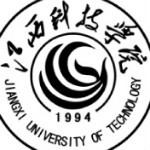 江西科技学院
1994
JIANGXI UNIVERSITY OF TECHNOLOGY